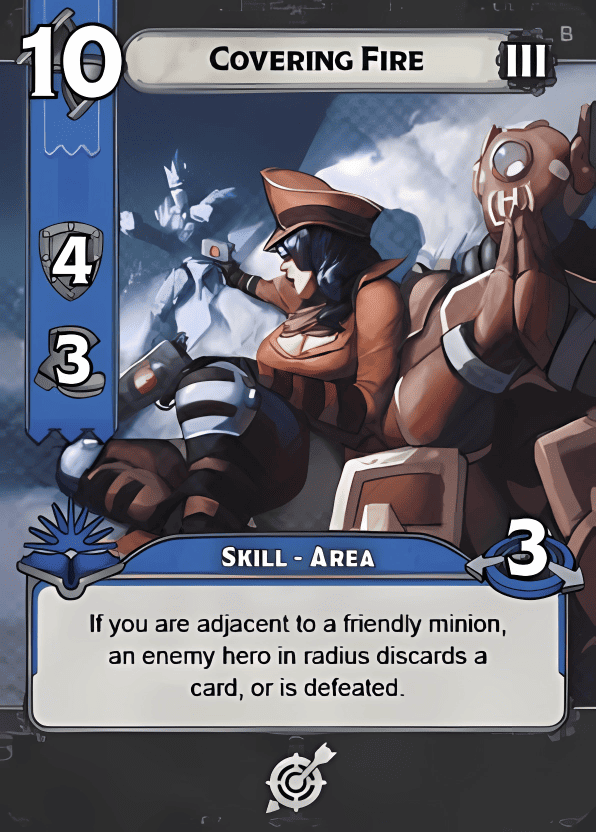 10
COVERING FIRE
III
B
4
3
SKILL - AREA
3
If you are adjacent to a friendly minion,
an enemy hero in radius discards a
card, or is defeated.